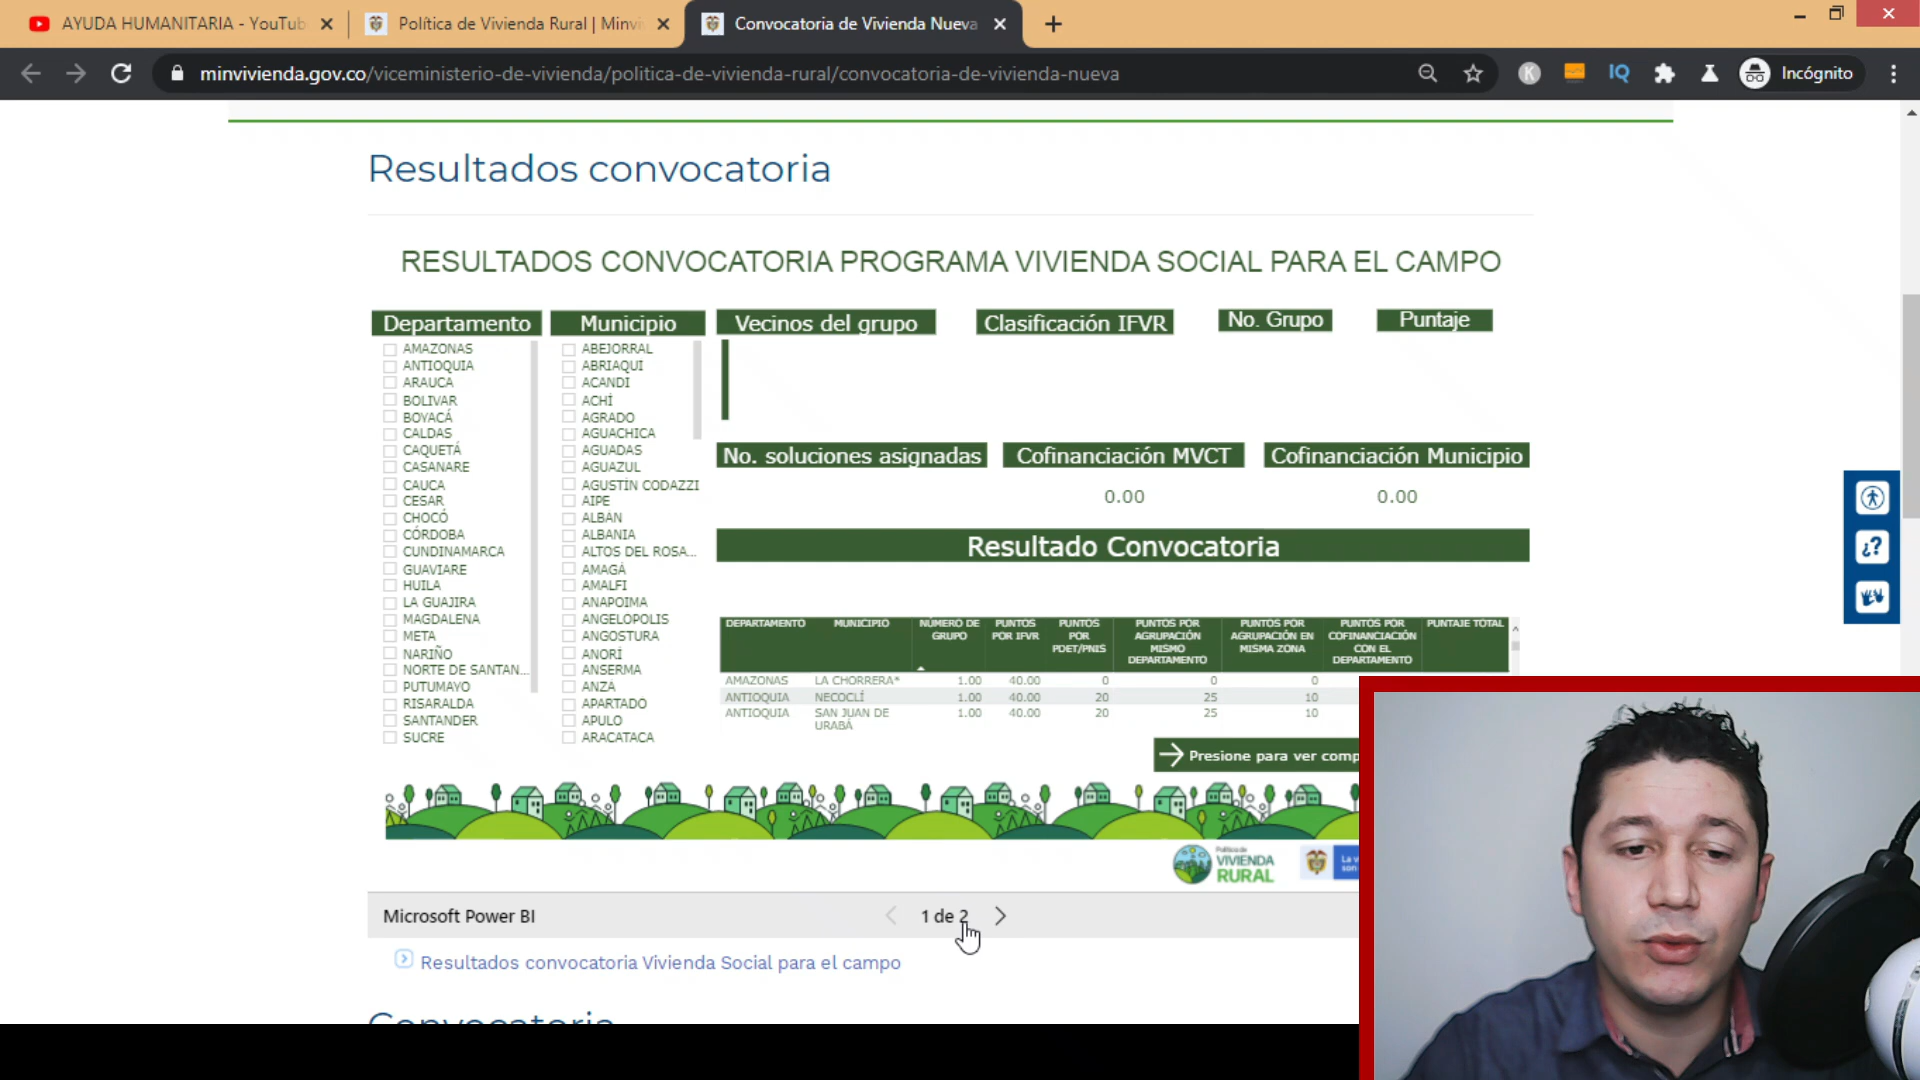 AYUDA HUMANITARIA - YouTub
Política de Vivienda Rural | Minvi
Convocatoria de Vivienda Nueva
minvivienda.gov.co/viceministerio-de-vivienda/politica-de-vivienda-rural/convocatoria-de-vivienda-nueva
K
IQ
Incógnito
Resultados convocatoria
RESULTADOS CONVOCATORIA PROGRAMA VIVIENDA SOCIAL PARA EL CAMPO
Departamento
AMAZONAS
ANTIOQUIA
ARAUCA
BOLIVAR
BOYACÁ
CALDAS
CAQUETÁ
CASANARE
CAUCA
CESAR
CHOCÓ
CÓRDOBA
CUNDINAMARCA
GUAVIARE
HUILA
LA GUAJIRA
MAGDALENA
META
NARIÑO
NORTE DE SANTAN...
PUTUMAYO
RISARALDA
SANTANDER
SUCRE
Municipio
ABEJORRAL
ABRIAQUI
ACANDI
ACHÍ
AGRADO
AGUACHICA
AGUADAS
AGUAZUL
AGUSTÍN CODAZZI
AIPE
ALBAN
ALBANIA
ALTOS DEL ROSA...
AMAGÁ
AMALFI
ANAPOIMA
ANGELOPOLIS
ANGOSTURA
ANORÍ
ANSERMA
ANZA
APARTADO
APULO
ARACATACA
Vecinos del grupo
Clasificación IFVR
No. Grupo
Puntaje
No. soluciones asignadas
Cofinanciación MVCT
Cofinanciación Municipio
0.00
0.00
Resultado Convocatoria
DEPARTAMENTO MUNICIPIO NÚMERO DE GRUPO PUNTOS POR IFVR PUNTOS POR PDET/PNIS PUNTOS POR AGRUPACIÓN MISMO DEPARTAMENTO PUNTOS POR AGRUPACIÓN EN MISMA ZONA PUNTOS POR COFINANCIACIÓN CON EL DEPARTAMENTO PUNTAJE TOTAL
AMAZONAS LA CHORRERA* 1.00 40.00 0 0 0
ANTIOQUIA NECOCLÍ 1.00 40.00 20 25 10
ANTIOQUIA SAN JUAN DE URABÁ 1.00 40.00 20 25 10
Presione para ver comp
Política de
VIVIENDA
RURAL
La v
son
Microsoft Power BI
1 de 2
Resultados convocatoria Vivienda Social para el campo
Convocatoria
¿?